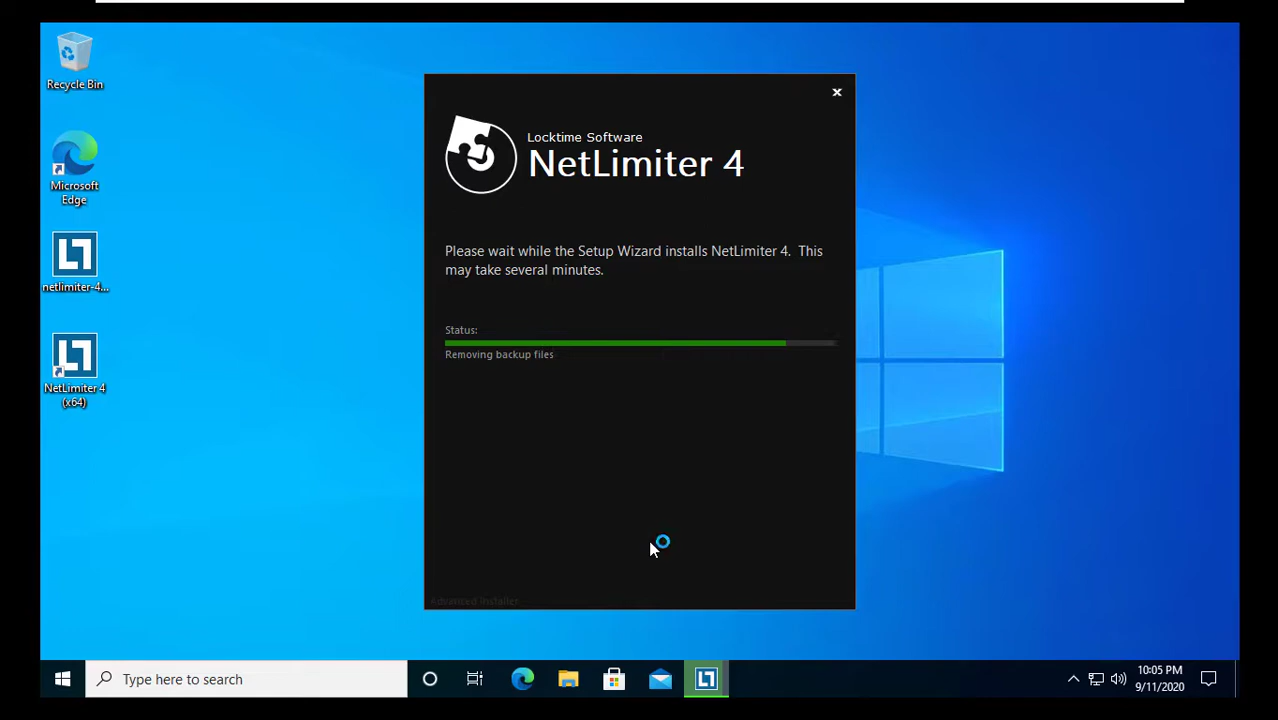 Recycle Bin
Microsoft
Edge
netlimiter-4...
NetLimiter 4
(x64)
Locktime Software
NetLimiter 4
Please wait while the Setup Wizard installs NetLimiter 4. This
may take several minutes.
Status:
Removing backup files
Advanced Installer
Type here to search
10:05 PM
9/11/2020